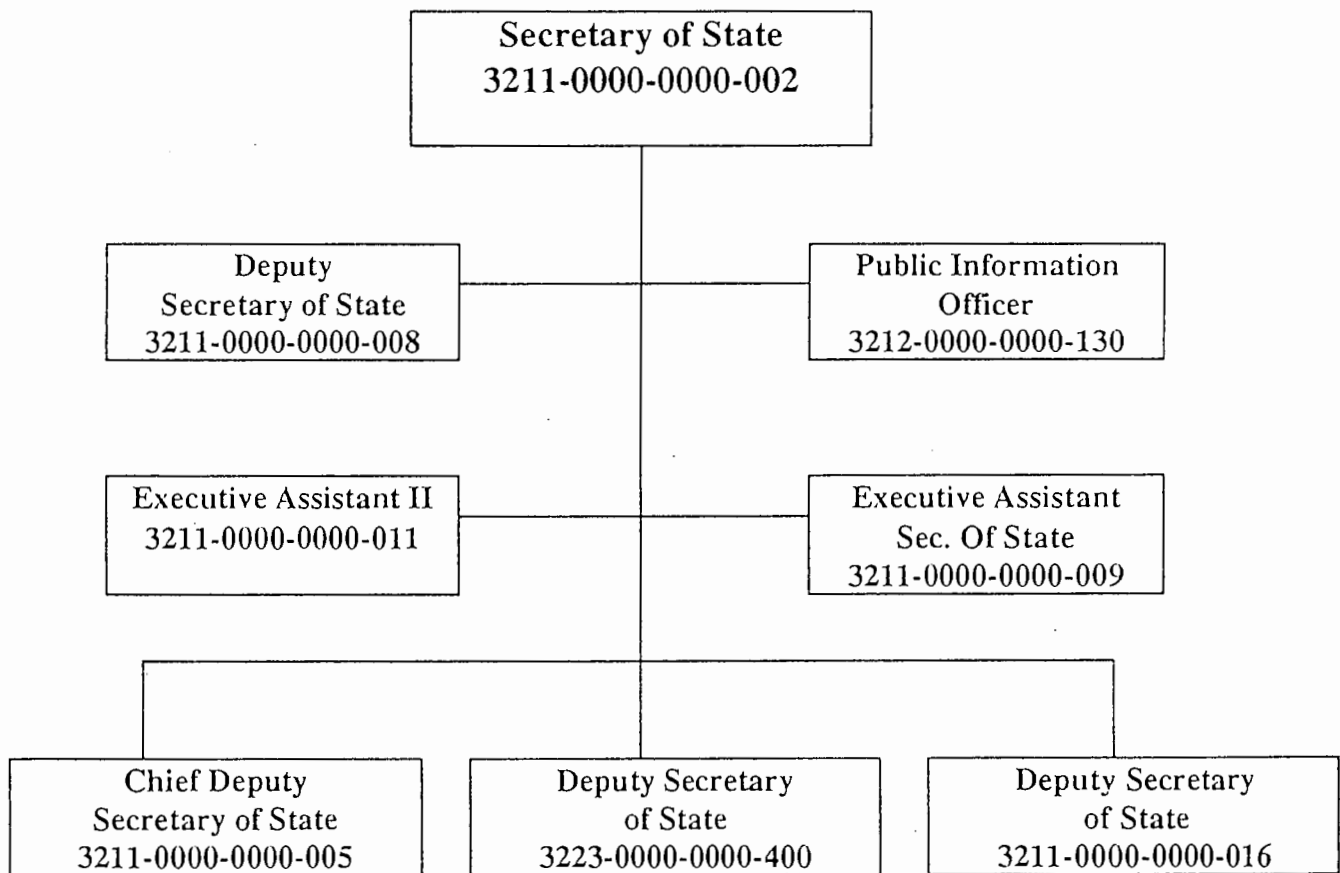 Secretary of State
3211-0000-0000-002
Deputy
Secretary of State
3211-0000-0000-008
Public Information
Officer
3212-0000-0000-130
Executive Assistant II
3211-0000-0000-011
Executive Assistant
Sec. Of State
3211-0000-0000-009
Chief Deputy
Secretary of State
3211-0000-0000-005
Deputy Secretary
of State
3223-0000-0000-400
Deputy Secretary
of State
3211-0000-0000-016